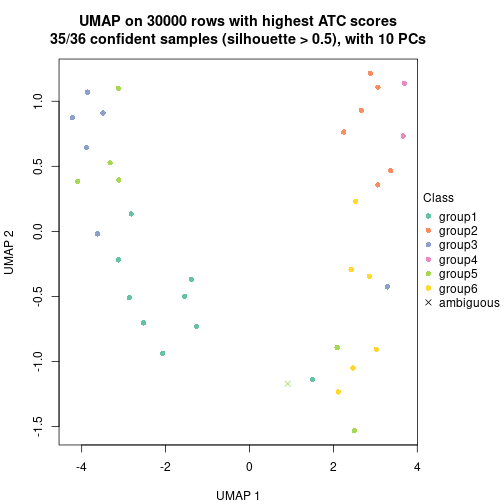 UMAP on 30000 rows with highest ATC scores
35/36 confident samples (silhouette > 0.5), with 10 PCs
UMAP 2
1.0
0.5
0.0
-0.5
-1.0
-1.5
-4
-2
0
2
4
UMAP 1
Class
group1
group2
group3
group4
group5
group6
ambiguous